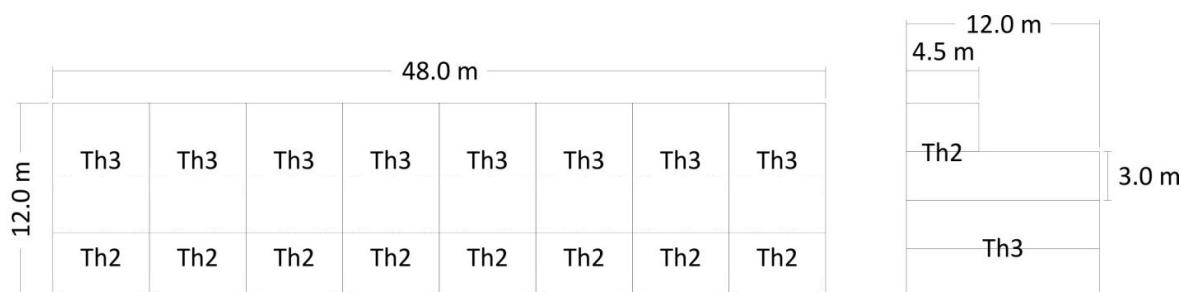 12.0 m
4.5 m
48.0 m
Th3 Th3 Th3 Th3 Th3 Th3 Th3 Th3
12.0 m
Th2 Th2 Th2 Th2 Th2 Th2 Th2 Th2
Th2
3.0 m
Th3